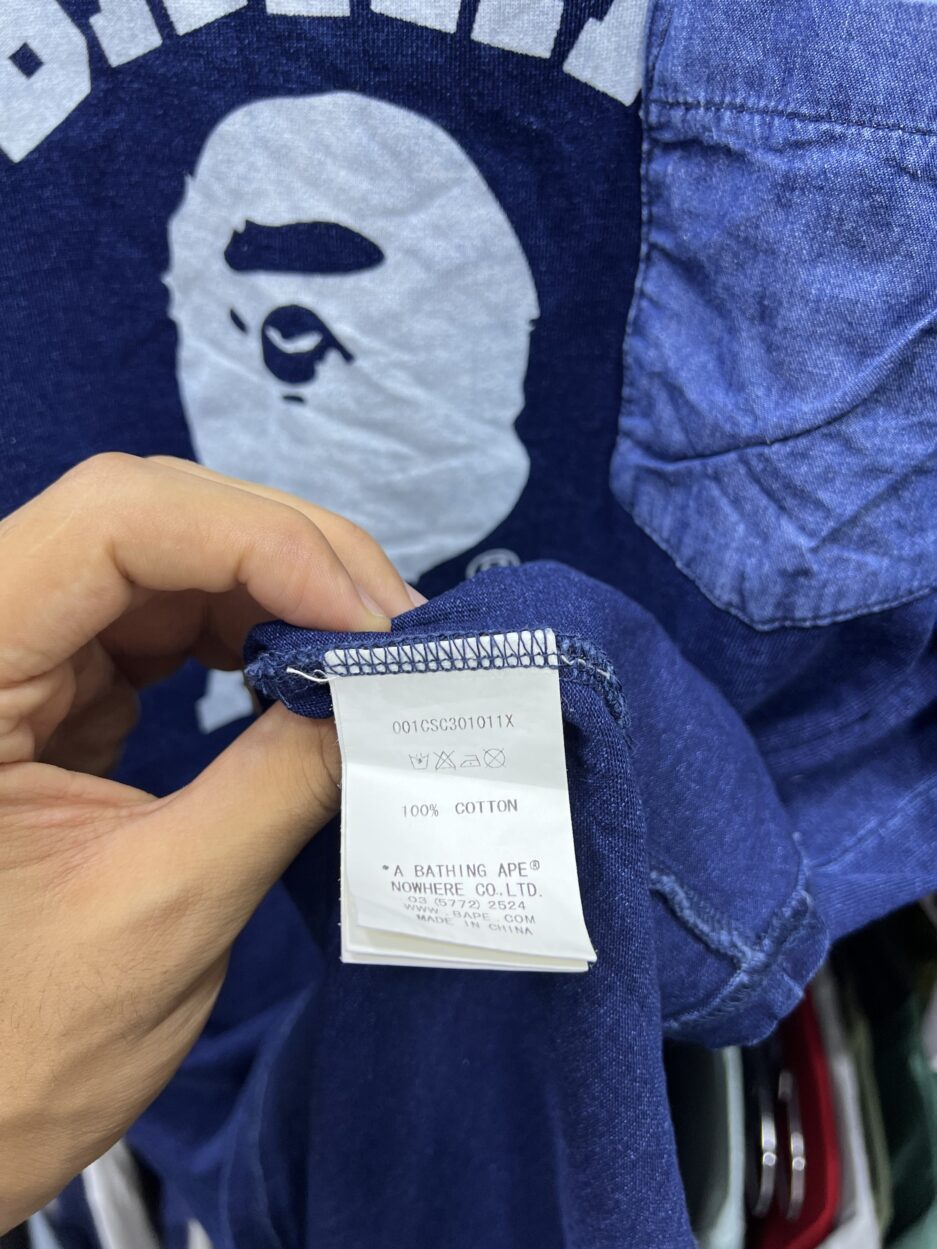 ®
001CSC301011X
100% COTTON
*A BATHING APE®
NOWHERE CO.,LTD.
03 (5772) 2524
WWW.BAPE.COM
MADE IN CHINA